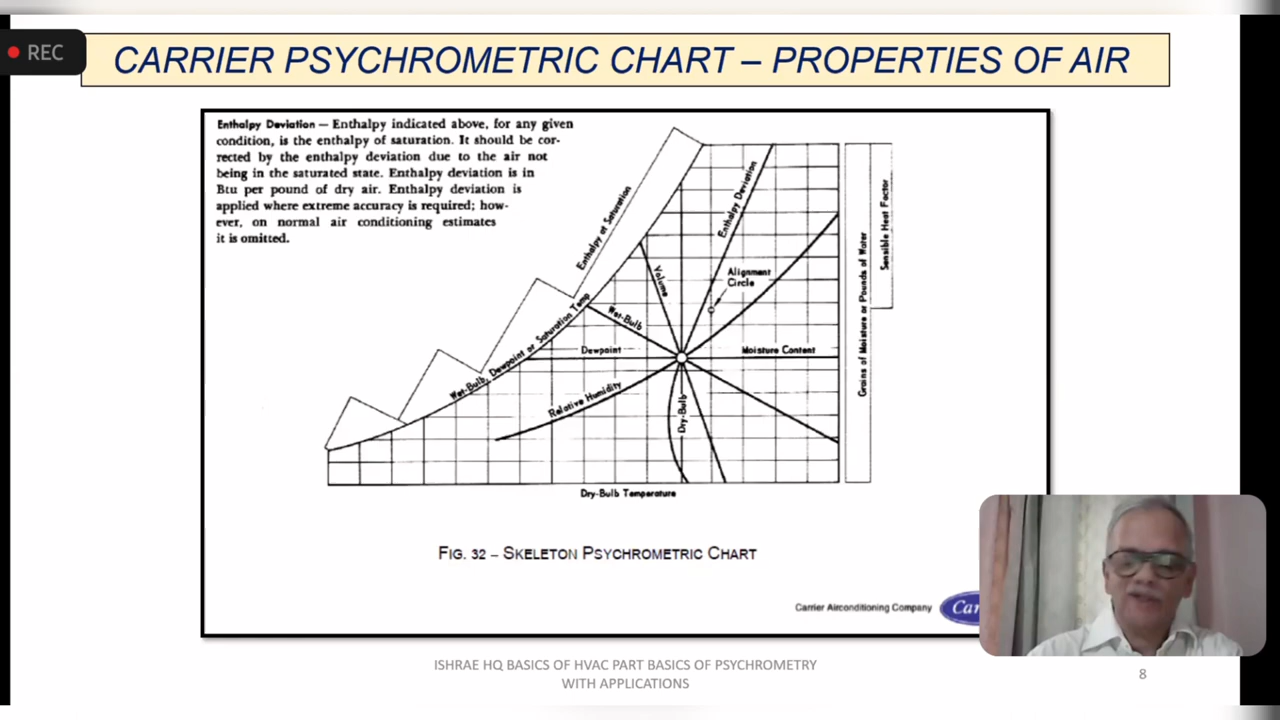 REC
CARRIER PSYCHROMETRIC CHART – PROPERTIES OF AIR
Enthalpy Deviation — Enthalpy indicated above, for any given
condition, is the enthalpy of saturation. It should be cor-
rected by the enthalpy deviation due to the air not
being in the saturated state. Enthalpy deviation is in
Btu per pound of dry air. Enthalpy deviation is
applied where extreme accuracy is required; how-
ever, on normal air conditioning estimates
it is omitted.
Enthalpy at Saturation
Enthalpy Deviation
Sensible Heat Factor
Grains of Moisture or Pounds of Water
Volume
Alignment
Circle
Wet-Bulb
Wet-Bulb, Dewpoint or Saturation Temp
Dewpoint
Moisture Content
Relative Humidity
Dry-Bulb
Dry-Bulb Temperature
FIG. 32 – SKELETON PSYCHROMETRIC CHART
Carrier Airconditioning Company
Car
ISHRAE HQ BASICS OF HVAC PART BASICS OF PSYCHROMETRY
WITH APPLICATIONS
8